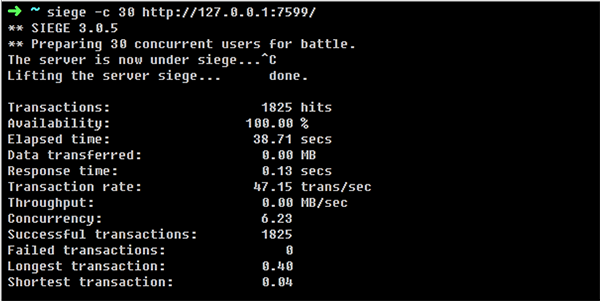 ➜ ~ siege -c 30 http://127.0.0.1:7599/
** SIEGE 3.0.5
** Preparing 30 concurrent users for battle.
The server is now under siege...^C
Lifting the server siege...      done.

Transactions:                   1825 hits
Availability:                 100.00 %
Elapsed time:                  38.71 secs
Data transferred:               0.00 MB
Response time:                  0.13 secs
Transaction rate:              47.15 trans/sec
Throughput:                     0.00 MB/sec
Concurrency:                    6.23
Successful transactions:        1825
Failed transactions:               0
Longest transaction:            0.40
Shortest transaction:           0.04